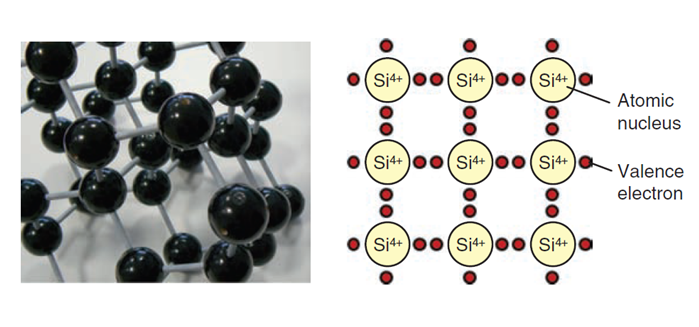 Si4+ Si4+ Si4+
Atomic
nucleus
Si4+ Si4+ Si4+
Valence
electron
Si4+ Si4+ Si4+